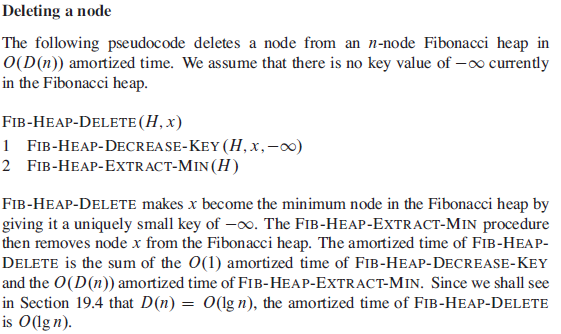 Deleting a node
The following pseudocode deletes a node from an n-node Fibonacci heap in
O(D(n)) amortized time. We assume that there is no key value of −∞ currently
in the Fibonacci heap.
FIB-HEAP-DELETE(H, x)
1 FIB-HEAP-DECREASE-KEY(H, x, −∞)
2 FIB-HEAP-EXTRACT-MIN(H)
FIB-HEAP-DELETE makes x become the minimum node in the Fibonacci heap by
giving it a uniquely small key of −∞. The FIB-HEAP-EXTRACT-MIN procedure
then removes node x from the Fibonacci heap. The amortized time of FIB-HEAP-
DELETE is the sum of the O(1) amortized time of FIB-HEAP-DECREASE-KEY
and the O(D(n)) amortized time of FIB-HEAP-EXTRACT-MIN. Since we shall see
in Section 19.4 that D(n) = O(lg n), the amortized time of FIB-HEAP-DELETE
is O(lg n).